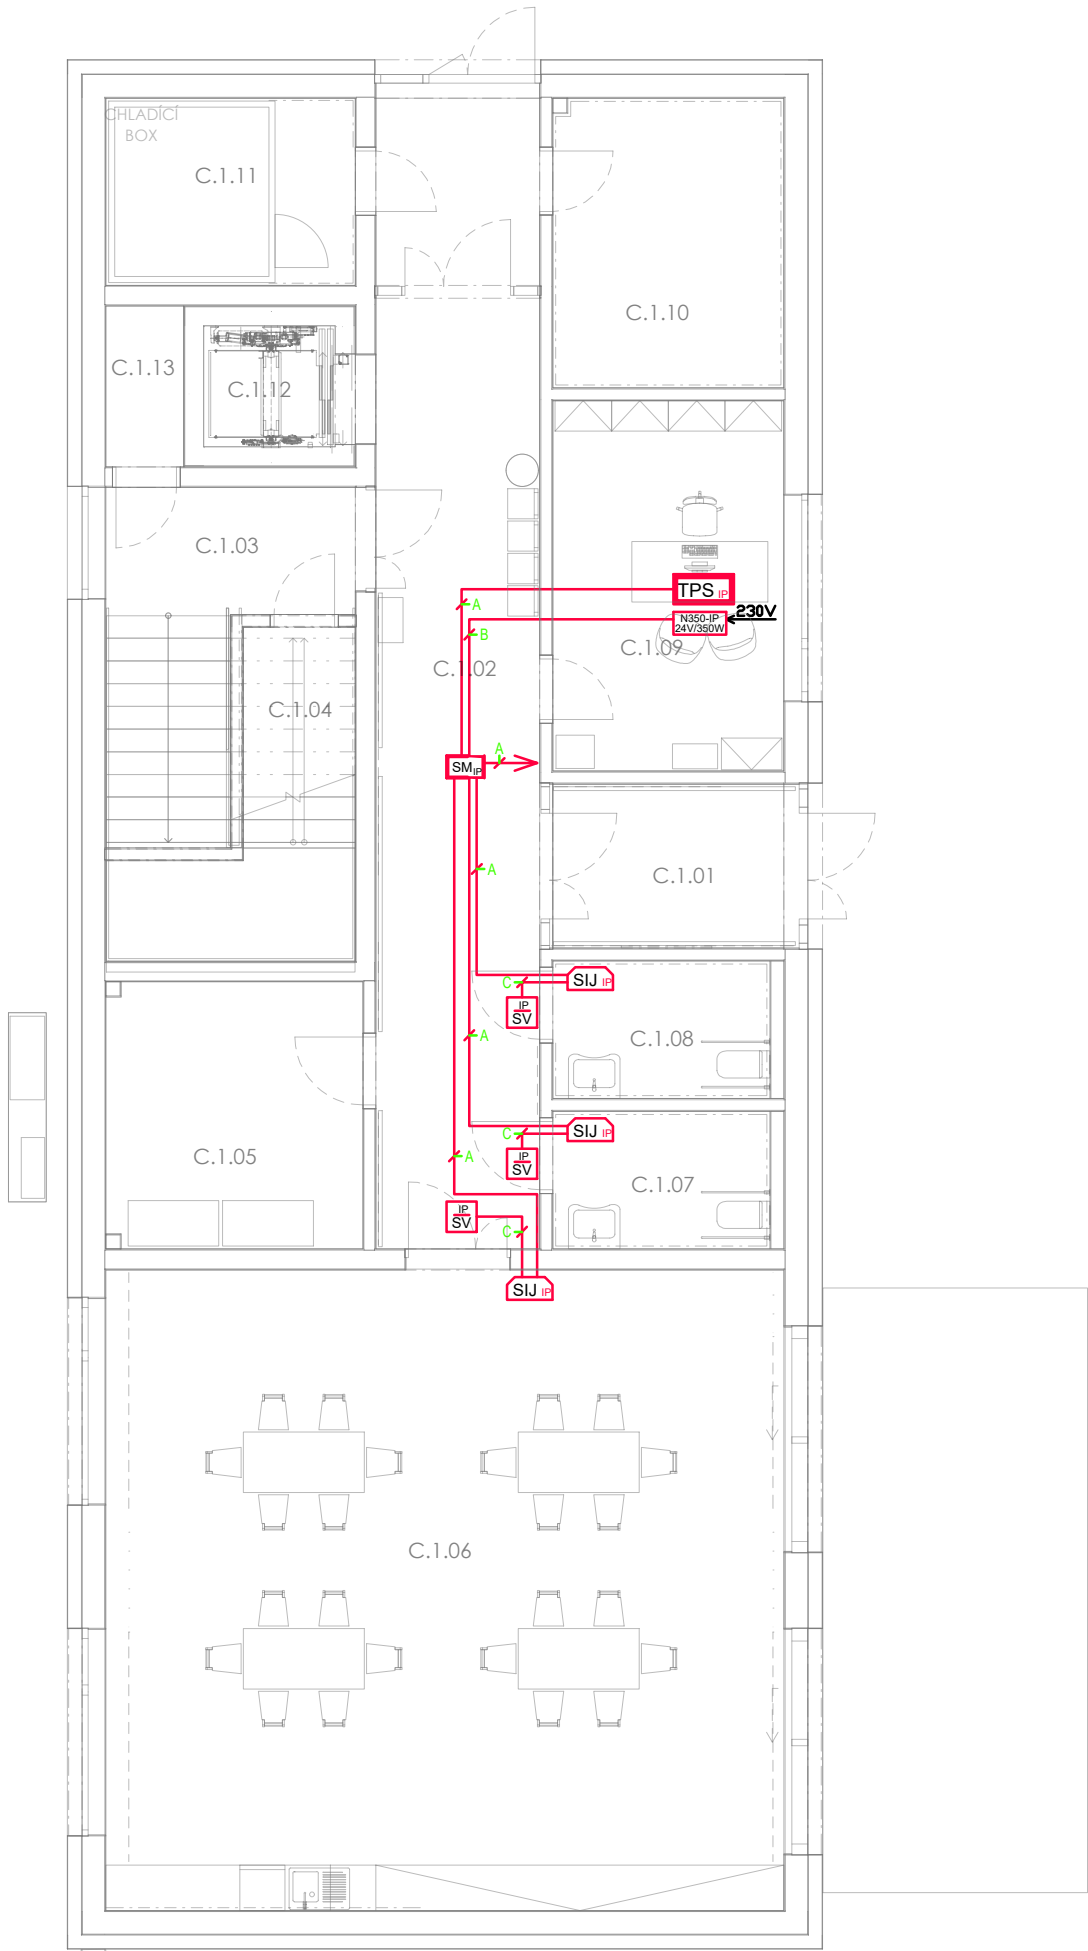 CHLADÍCÍ
BOX
C.1.11
C.1.10
C.1.13
C.1.12
C.1.03
TPS IP
A
230V
N350-IP
24V/350W
B
C.1.09
C.1.02
C.1.04
A
SM IP
A
C.1.01
SIJ IP
C
IP
SV
A
C.1.08
SIJ IP
C
IP
SV
A
C.1.05
C.1.07
IP
SV
C
SIJ IP
C.1.06